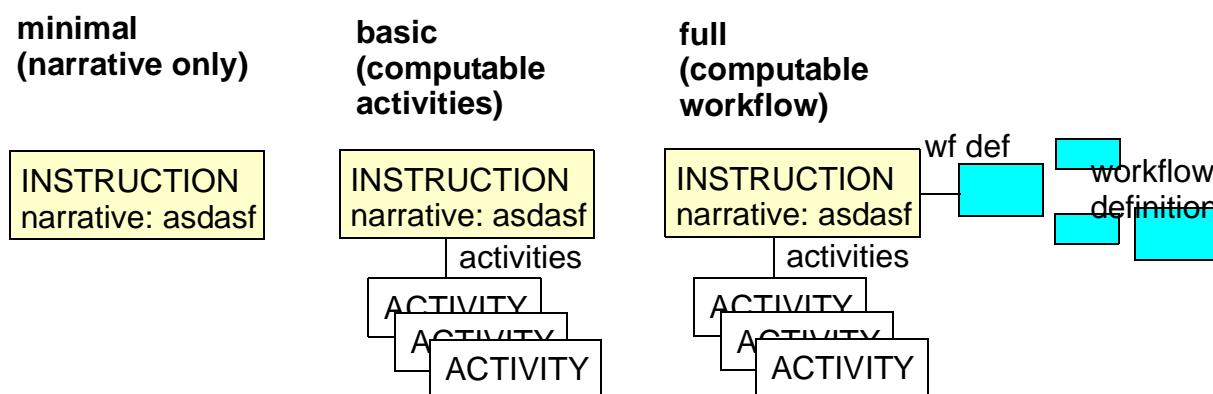 minimal
(narrative only)
basic
(computable
activities)
full
(computable
workflow)
INSTRUCTION
narrative: asdasf
INSTRUCTION
narrative: asdasf
activities
ACTIVITY
ACTIVITY
ACTIVITY
INSTRUCTION
narrative: asdasf
wf def
workflow
definition
activities
ACTIVITY
ACTIVITY
ACTIVITY